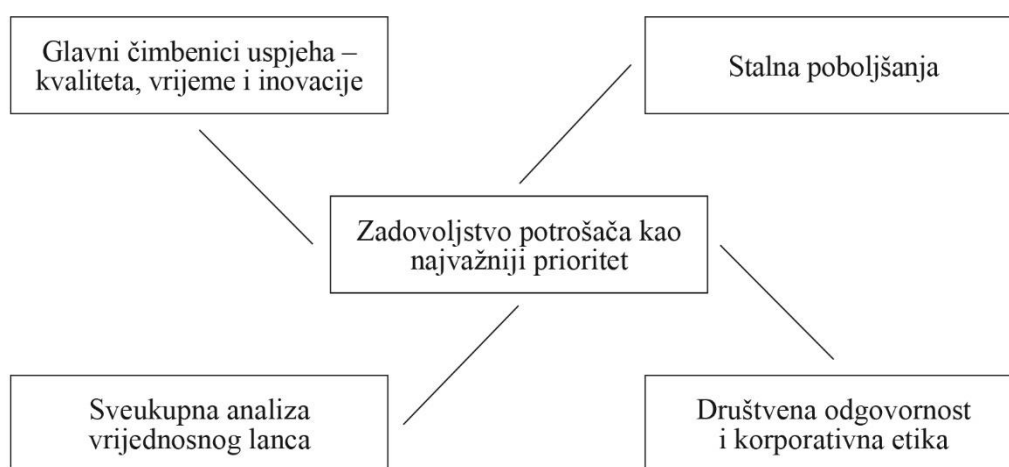 Glavni čimbenici uspjeha –
kvaliteta, vrijeme i inovacije
Stalna poboljšanja
Zadovoljstvo potrošača kao
najvažniji prioritet
Sveukupna analiza
vrijednosnog lanca
Društvena odgovornost
i korporativna etika